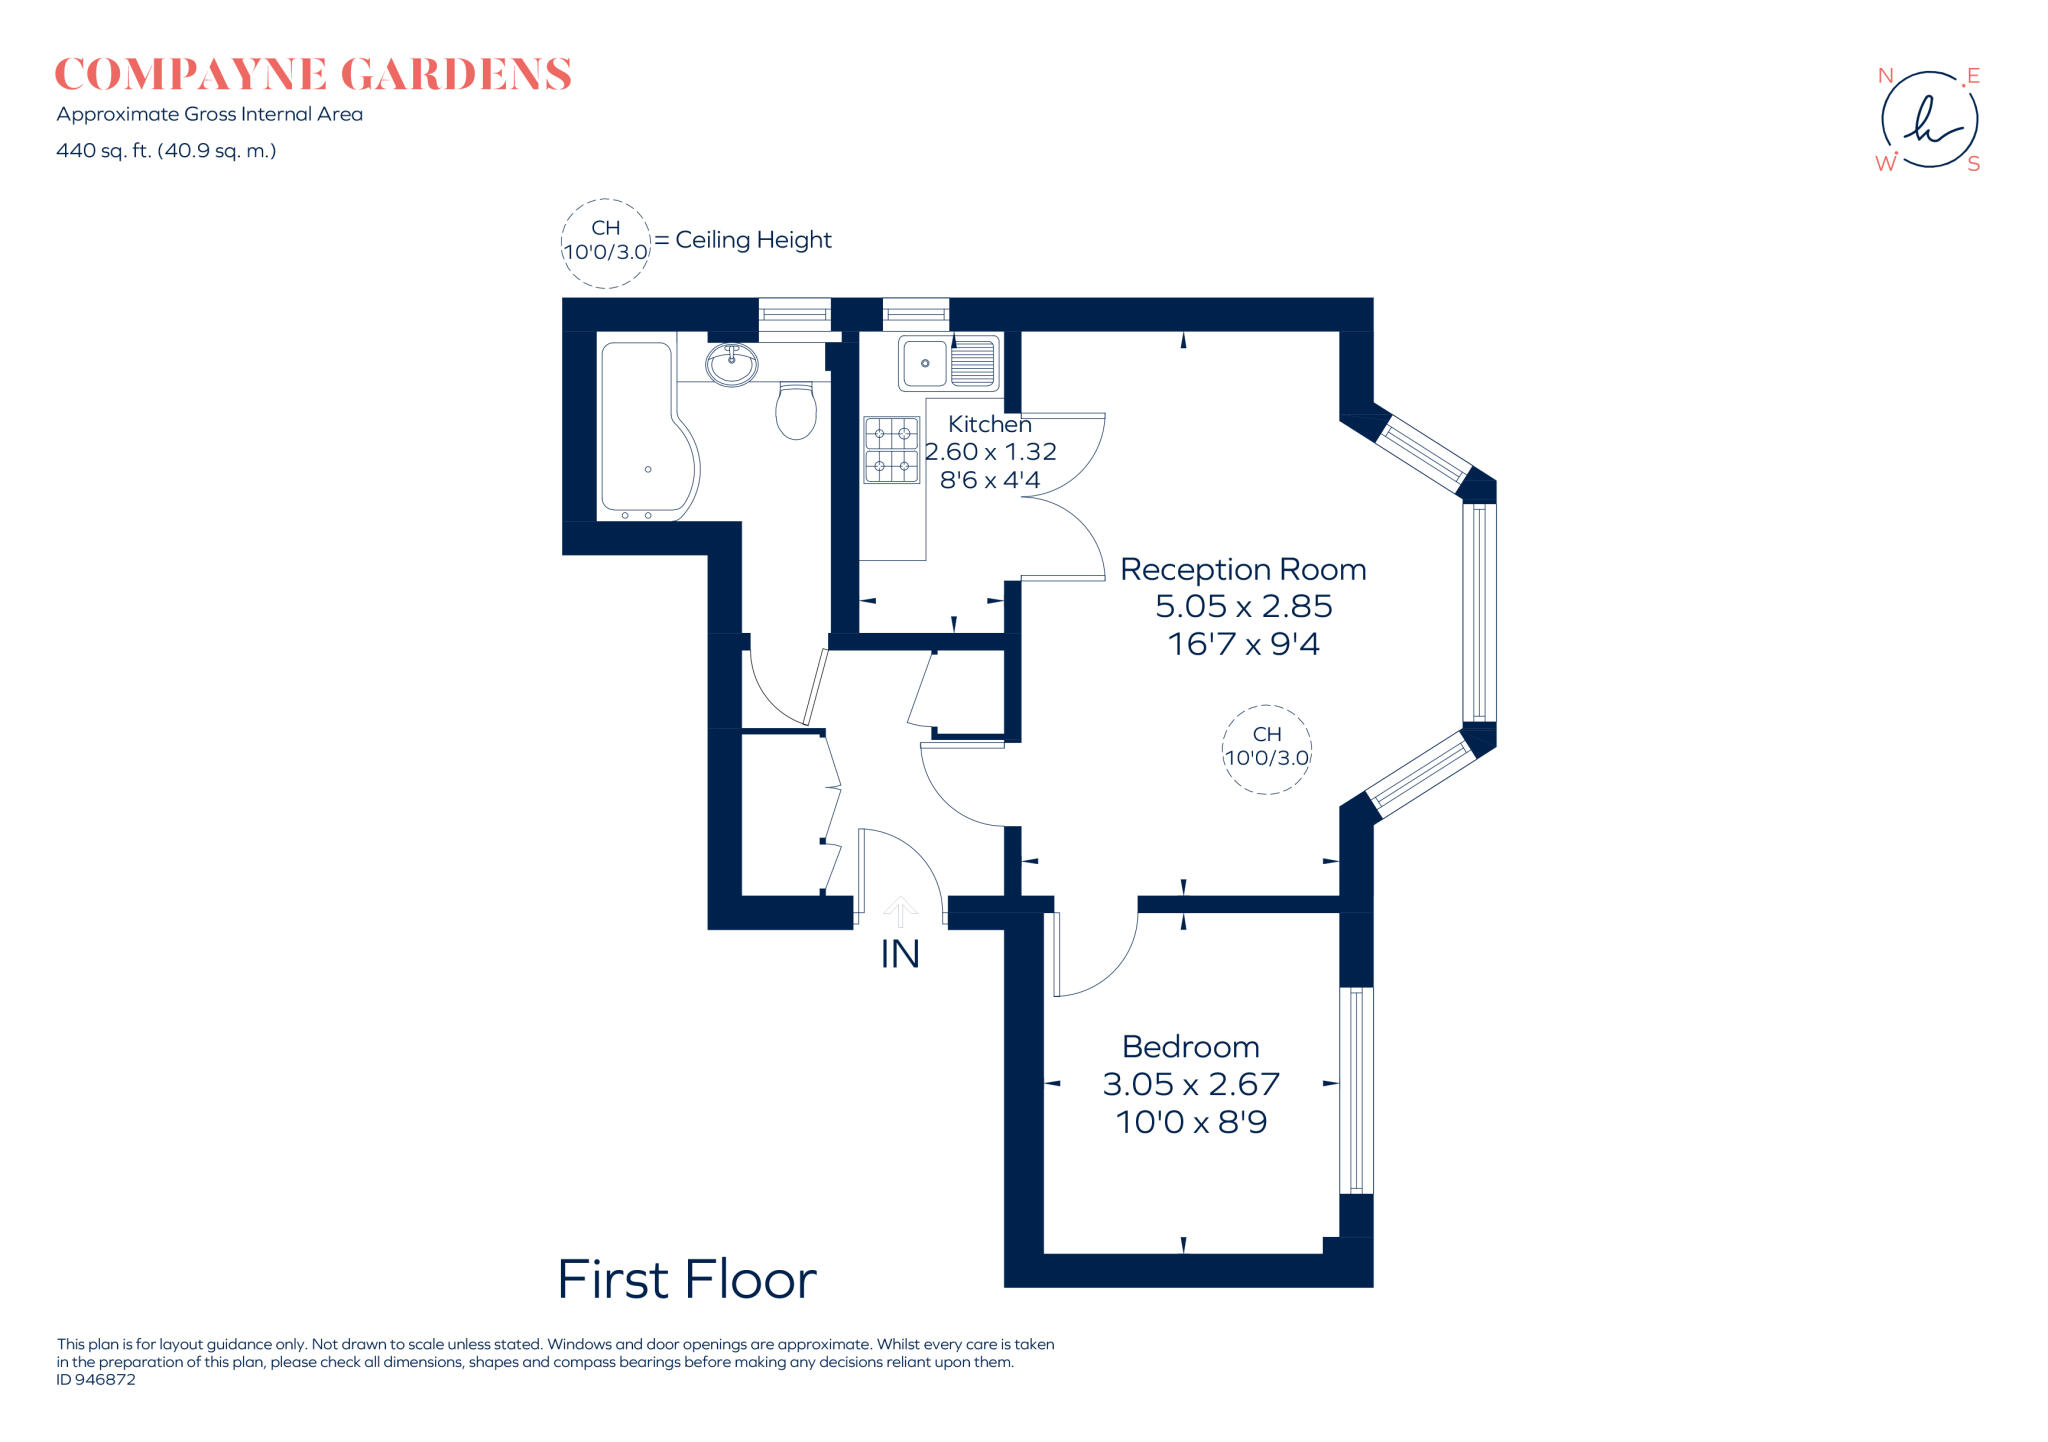 COMPAYNE GARDENS
Approximate Gross Internal Area
440 sq. ft. (40.9 sq. m.)
N E
W S
CH
10'0/3.0
= Ceiling Height
Kitchen
2.60 x 1.32
8'6 x 4'4
Reception Room
5.05 x 2.85
16'7 x 9'4
CH
10'0/3.0
IN
Bedroom
3.05 x 2.67
10'0 x 8'9
First Floor
This plan is for layout guidance only. Not drawn to scale unless stated. Windows and door openings are approximate. Whilst every care is taken
in the preparation of this plan, please check all dimensions, shapes and compass bearings before making any decisions reliant upon them.
ID 946872